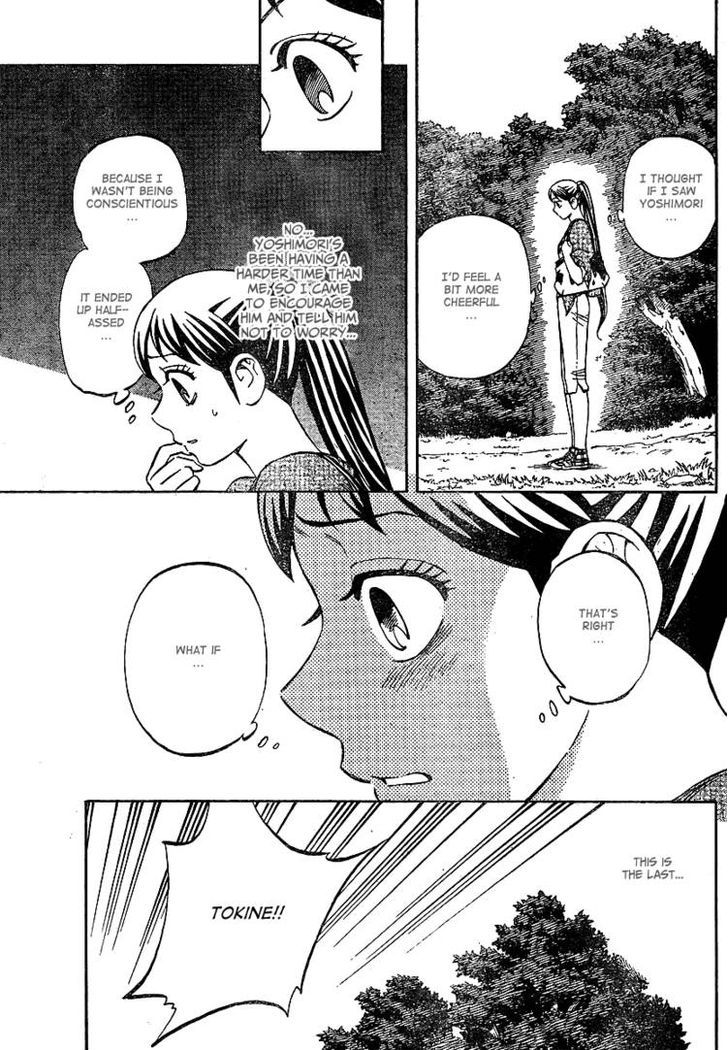 I THOUGHT
IF I SAW
YOSHIMORI
...
I'D FEEL A
BIT MORE
CHEERFUL
...
NO...
YOSHIMORI'S
BEEN HAVING A
HARDER TIME THAN
ME, SO I CAME
TO ENCOURAGE
HIM AND TELL HIM
NOT TO WORRY...
BECAUSE I
WASN'T BEING
CONSCIENTIOUS
...
IT ENDED
UP HALF-
ASSED
...
THAT'S
RIGHT
...
WHAT IF
...
THIS IS
THE LAST...
TOKINE!!